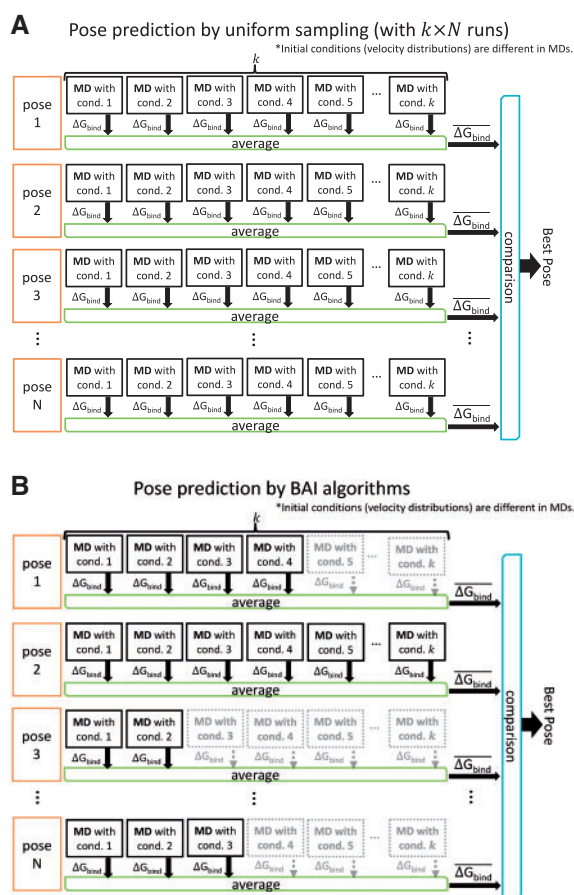 A
Pose prediction by uniform sampling (with k×N runs)
*Initial conditions (velocity distributions) are different in MDs.
k
pose
1
MD with
cond. 1
MD with
cond. 2
MD with
cond. 3
MD with
cond. 4
MD with
cond. 5
...
MD with
cond. k
ΔGbind
ΔGbind
ΔGbind
ΔGbind
ΔGbind
ΔGbind
average
ΔGbind
pose
2
MD with
cond. 1
MD with
cond. 2
MD with
cond. 3
MD with
cond. 4
MD with
cond. 5
...
MD with
cond. k
ΔGbind
ΔGbind
ΔGbind
ΔGbind
ΔGbind
ΔGbind
average
ΔGbind
pose
3
MD with
cond. 1
MD with
cond. 2
MD with
cond. 3
MD with
cond. 4
MD with
cond. 5
...
MD with
cond. k
ΔGbind
ΔGbind
ΔGbind
ΔGbind
ΔGbind
ΔGbind
average
ΔGbind
⋮
⋮
⋮
pose
N
MD with
cond. 1
MD with
cond. 2
MD with
cond. 3
MD with
cond. 4
MD with
cond. 5
...
MD with
cond. k
ΔGbind
ΔGbind
ΔGbind
ΔGbind
ΔGbind
ΔGbind
average
ΔGbind
comparison
Best Pose
B
Pose prediction by BAI algorithms
*Initial conditions (velocity distributions) are different in MDs.
k
pose
1
MD with
cond. 1
MD with
cond. 2
MD with
cond. 3
MD with
cond. 4
MD with
cond. 5
...
MD with
cond. k
ΔGbind
ΔGbind
ΔGbind
ΔGbind
ΔGbind
ΔGbind
average
ΔGbind
pose
2
MD with
cond. 1
MD with
cond. 2
MD with
cond. 3
MD with
cond. 4
MD with
cond. 5
...
MD with
cond. k
ΔGbind
ΔGbind
ΔGbind
ΔGbind
ΔGbind
ΔGbind
average
ΔGbind
pose
3
MD with
cond. 1
MD with
cond. 2
MD with
cond. 3
MD with
cond. 4
MD with
cond. 5
...
MD with
cond. k
ΔGbind
ΔGbind
ΔGbind
ΔGbind
ΔGbind
ΔGbind
average
ΔGbind
⋮
⋮
⋮
pose
N
MD with
cond. 1
MD with
cond. 2
MD with
cond. 3
MD with
cond. 4
MD with
cond. 5
...
MD with
cond. k
ΔGbind
ΔGbind
ΔGbind
ΔGbind
ΔGbind
ΔGbind
average
ΔGbind
comparison
Best Pose